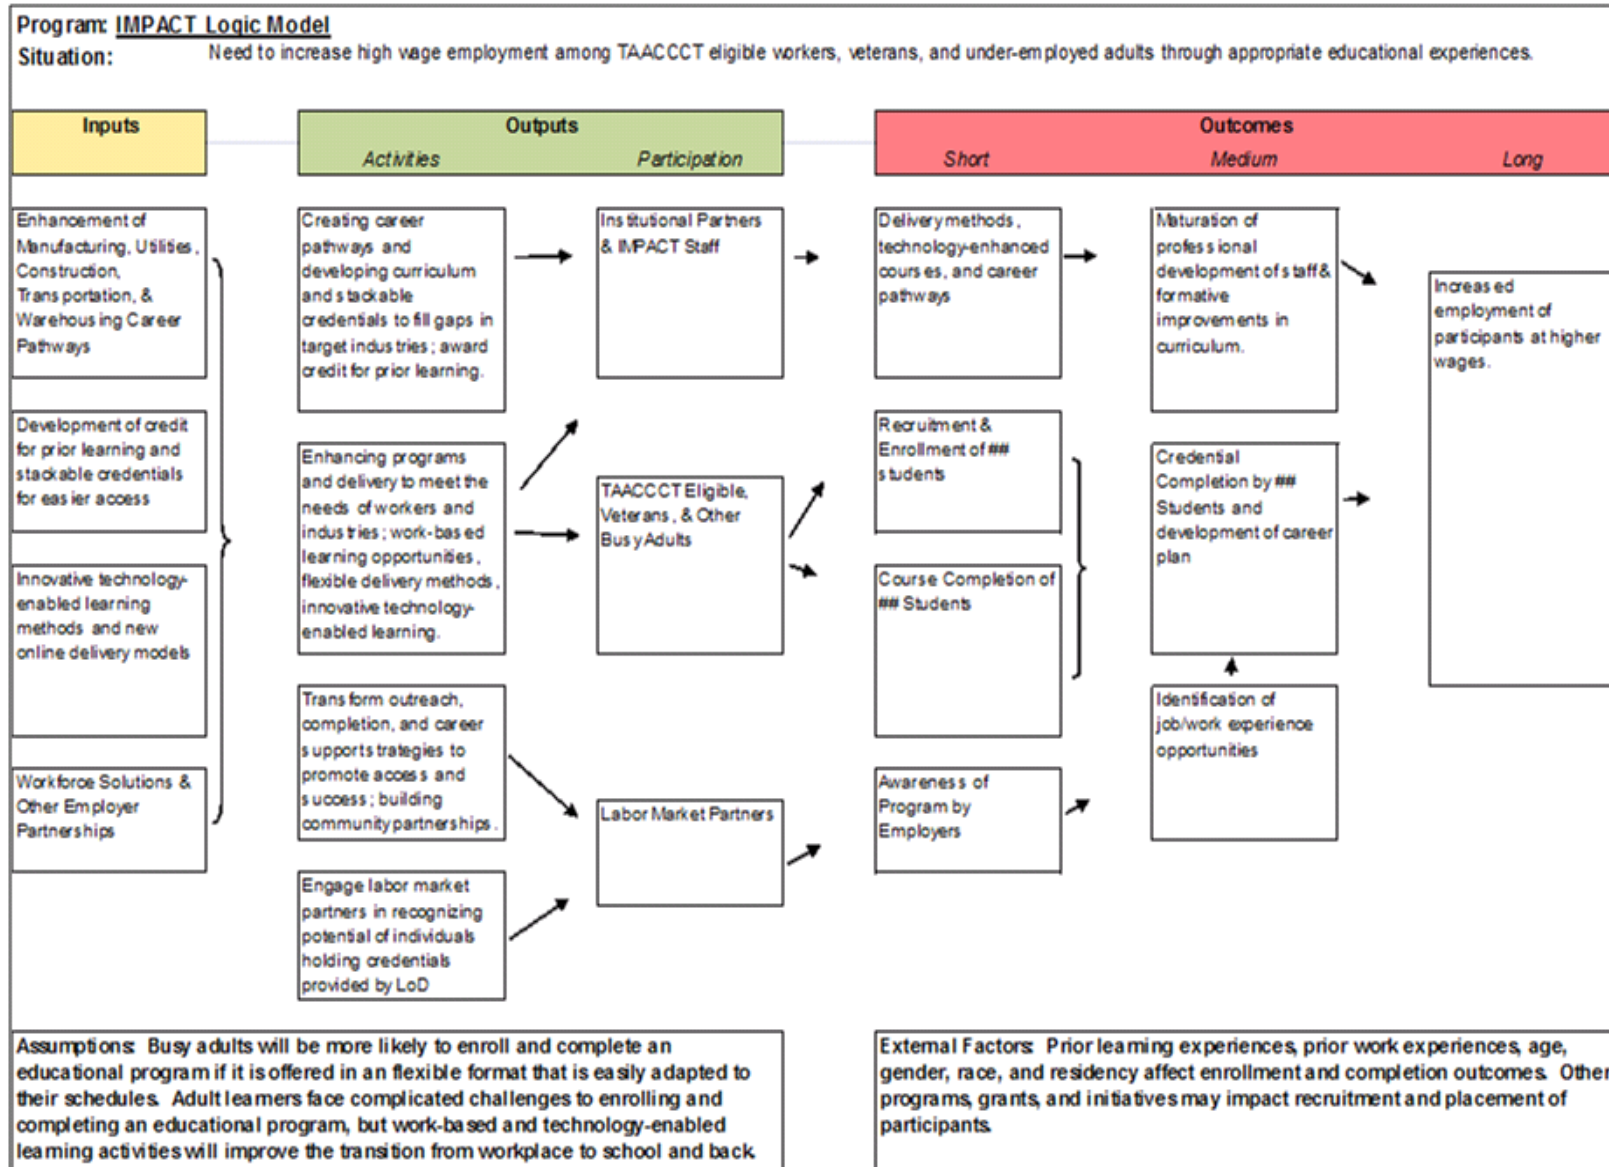 Program: IMPACT Logic Model
Situation: Need to increase high wage employment among TAACCCT eligible workers, veterans, and under-employed adults through appropriate educational experiences.
Inputs
Outputs
Activities Participation
Outcomes
Short Medium Long
Enhancement of
Manufacturing, Utilities,
Construction,
Transportation, &
Warehousing Career
Pathways
Development of credit
for prior learning and
stackable credentials
for easier access
Innovative technology-
enabled learning
methods and new
online delivery models
Workforce Solutions &
Other Employer
Partnerships
Creating career
pathways and
developing curriculum
and stackable
credentials to fill gaps in
target industries; award
credit for prior learning.
Enhancing programs
and delivery to meet the
needs of workers and
industries; work-based
learning opportunities,
flexible delivery methods,
innovative technology-
enabled learning.
Transform outreach,
completion, and career
supports trategies to
promote access and
success; building
community partnerships.
Engage labor market
partners in recognizing
potential of individuals
holding credentials
provided by LoD
Institutional Partners
& IMPACT Staff
TAACCCT Eligible,
Veterans, & Other
Busy Adults
Labor Market Partners
Delivery methods,
technology-enhanced
courses, and career
pathways
Recruitment &
Enrollment of ##
students
Course Completion of
## Students
Awareness of
Program by
Employers
Maturation of
professional
development of staff &
formative
improvements in
curriculum.
Credential
Completion by ##
Students and
development of career
plan
Identification of
job/work experience
opportunities
Increased
employment of
participants at higher
wages.
Assumptions: Busy adults will be more likely to enroll and complete an
educational program if it is offered in an flexible format that is easily adapted to
their schedules. Adult learners face complicated challenges to enrolling and
completing an educational program, but work-based and technology-enabled
learning activities will improve the transition from workplace to school and back.
External Factors: Prior learning experiences, prior work experiences, age,
gender, race, and residency affect enrollment and completion outcomes. Other
programs, grants, and initiatives may impact recruitment and placement of
participants.